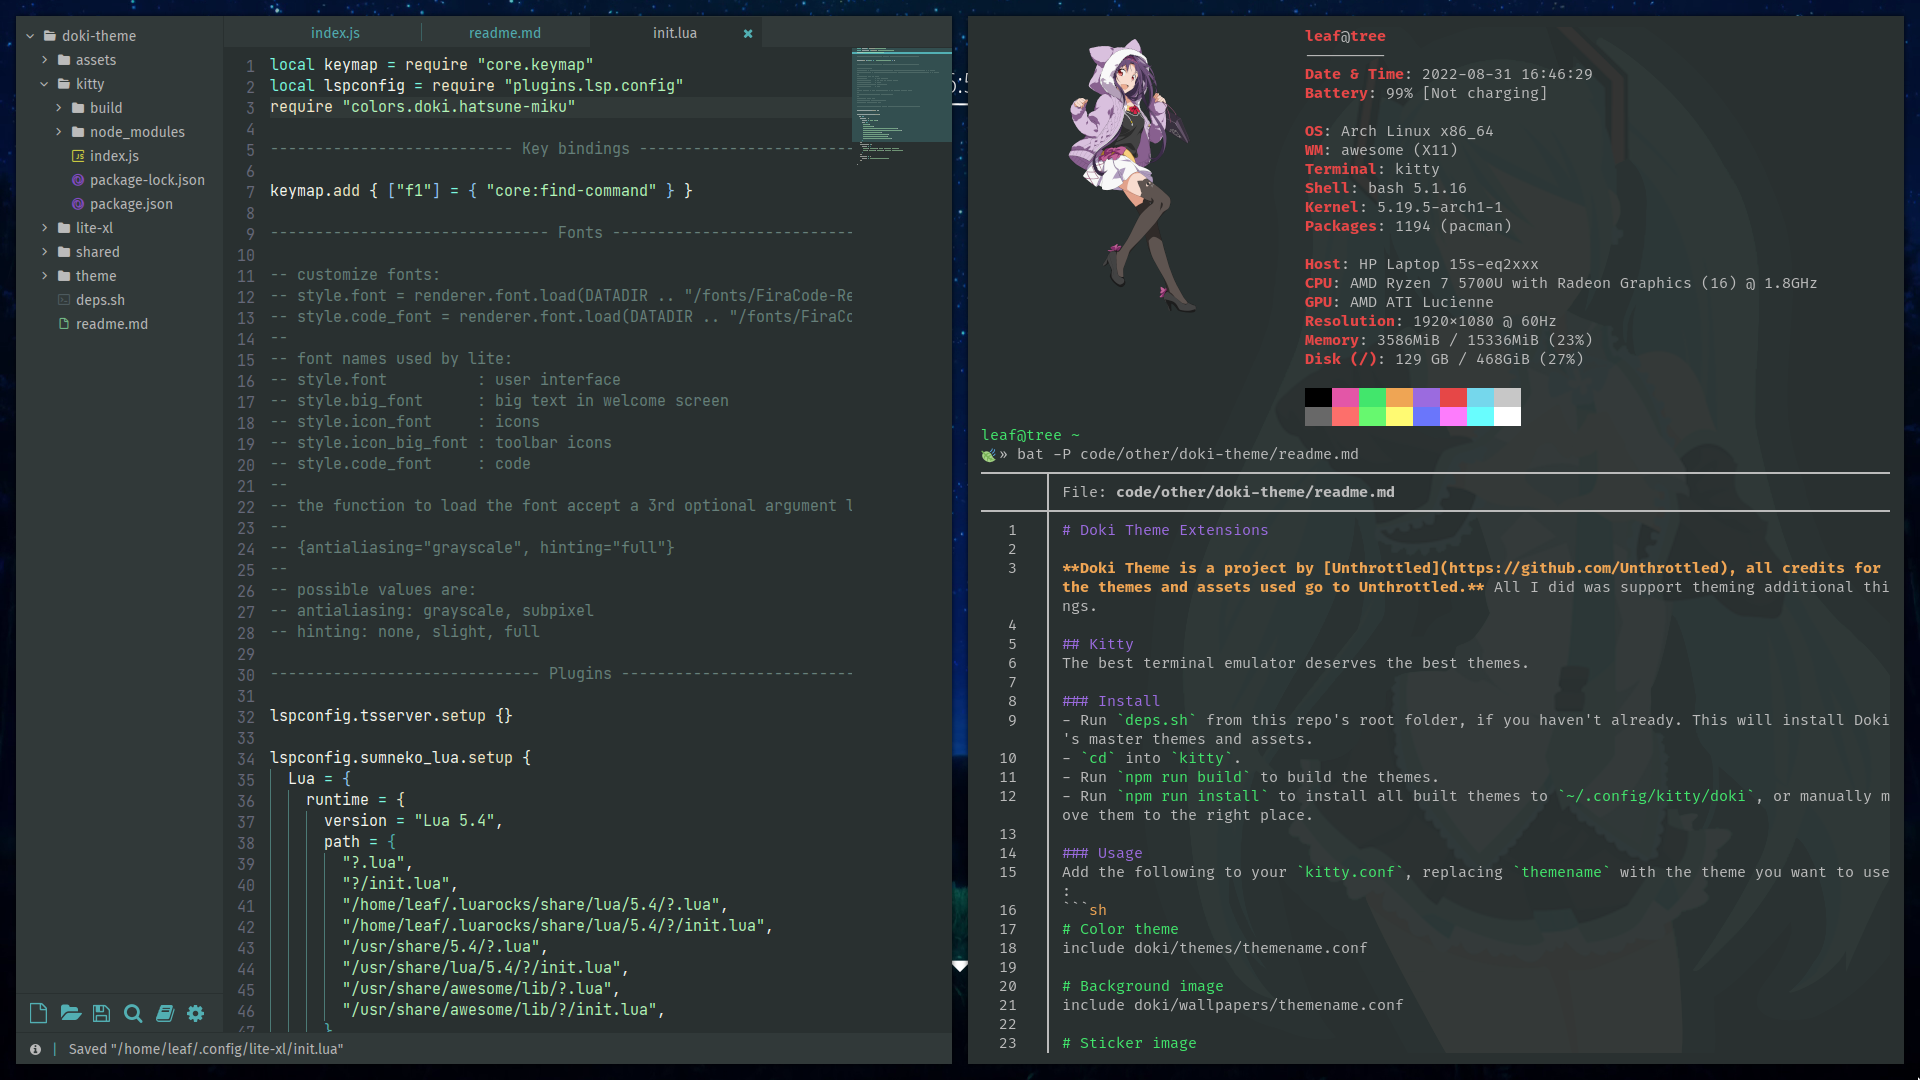 doki-theme
assets
kitty
build
node_modules
index.js
package-lock.json
package.json
lite-xl
shared
theme
deps.sh
readme.md
Saved "/home/leaf/.config/lite-xl/init.lua"
index.js
readme.md
init.lua
1 local keymap = require "core.keymap"
2 local lspconfig = require "plugins.lsp.config"
3 require "colors.doki.hatsune-miku"
4
5 --------------------------- Key bindings ------------------------
6
7 keymap.add { ["f1"] = { "core:find-command" } }
8
9 ------------------------------- Fonts ---------------------------
10
11 -- customize fonts:
12 -- style.font = renderer.font.load(DATADIR .. "/fonts/FiraCode-Re
13 -- style.code_font = renderer.font.load(DATADIR .. "/fonts/FiraCo
14 --
15 -- font names used by lite:
16 -- style.font          : user interface
17 -- style.big_font      : big text in welcome screen
18 -- style.icon_font     : icons
19 -- style.icon_big_font : toolbar icons
20 -- style.code_font     : code
21 --
22 -- the function to load the font accept a 3rd optional argument l
23 --
24 -- {antialiasing="grayscale", hinting="full"}
25 --
26 -- possible values are:
27 -- antialiasing: grayscale, subpixel
28 -- hinting: none, slight, full
29
30 ------------------------------ Plugins --------------------------
31
32 lspconfig.tsserver.setup {}
33
34 lspconfig.sumneko_lua.setup {
35 Lua = {
36 runtime = {
37 version = "Lua 5.4",
38 path = {
39 "?.lua",
40 "?/init.lua",
41 "/home/leaf/.luarocks/share/lua/5.4/?.lua",
42 "/home/leaf/.luarocks/share/lua/5.4/?/init.lua",
43 "/usr/share/5.4/?.lua",
44 "/usr/share/lua/5.4/?/init.lua",
45 "/usr/share/awesome/lib/?.lua",
46 "/usr/share/awesome/lib/?/init.lua",
47 }
leaf@tree
Date & Time: 2022-08-31 16:46:29
Battery: 99% [Not charging]
OS: Arch Linux x86_64
WM: awesome (X11)
Terminal: kitty
Shell: bash 5.1.16
Kernel: 5.19.5-arch1-1
Packages: 1194 (pacman)
Host: HP Laptop 15s-eq2xxx
CPU: AMD Ryzen 7 5700U with Radeon Graphics (16) @ 1.8GHz
GPU: AMD ATI Lucienne
Resolution: 1920×1080 @ 60Hz
Memory: 3586MiB / 15336MiB (23%)
Disk (/): 129 GB / 468GiB (27%)
leaf@tree ~
» bat -P code/other/doki-theme/readme.md
File: code/other/doki-theme/readme.md
1 # Doki Theme Extensions
2
3 **Doki Theme is a project by [Unthrottled](https://github.com/Unthrottled), all credits for
the themes and assets used go to Unthrottled.** All I did was support theming additional thi
ngs.
4
5 ## Kitty
6 The best terminal emulator deserves the best themes.
7
8 ### Install
9 - Run `deps.sh` from this repo's root folder, if you haven't already. This will install Doki
's master themes and assets.
10 - `cd` into `kitty`.
11 - Run `npm run build` to build the themes.
12 - Run `npm run install` to install all built themes to `~/.config/kitty/doki`, or manually m
ove them to the right place.
13
14 ### Usage
15 Add the following to your `kitty.conf`, replacing `themename` with the theme you want to use
:
16 ```sh
17 # Color theme
18 include doki/themes/themename.conf
19
20 # Background image
21 include doki/wallpapers/themename.conf
22
23 # Sticker image